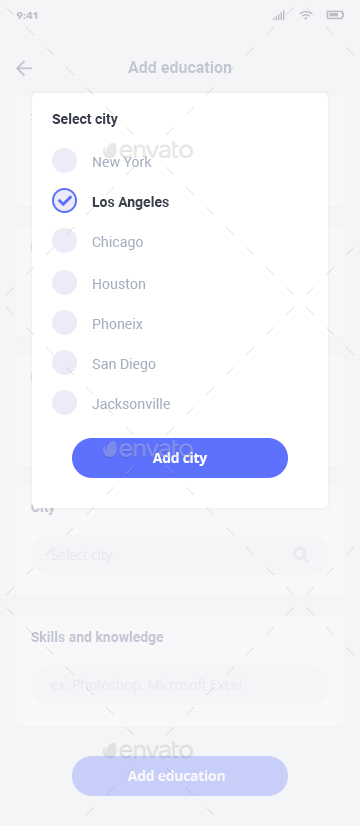 9:41
Add education
Select city
envato
New York
Los Angeles
Chicago
Houston
Phoneix
San Diego
Jacksonville
envato
Add city
City
Select city
Skills and knowledge
ex. Photoshop, Microsoft Excel
envato
Add education